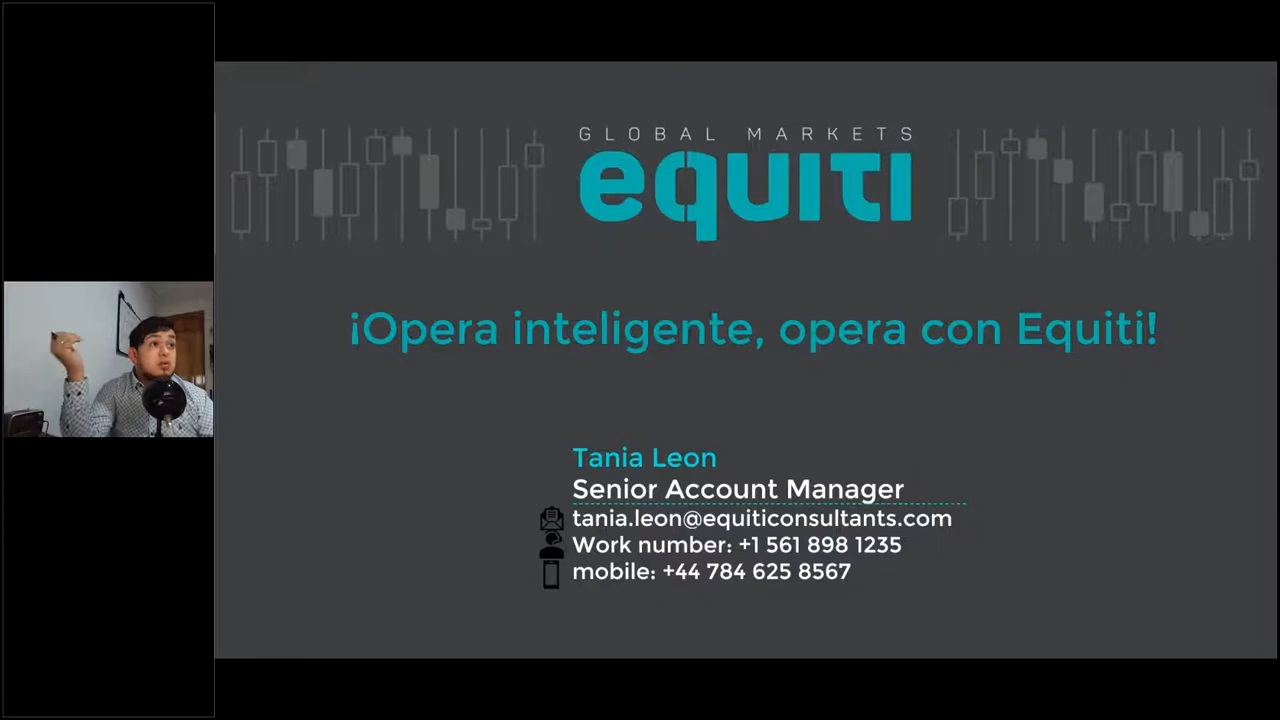 GLOBAL MARKETS
equiti
¡Opera inteligente, opera con Equiti!
Tania Leon
Senior Account Manager
tania.leon@equiticonsultants.com
Work number: +1 561 898 1235
mobile: +44 784 625 8567